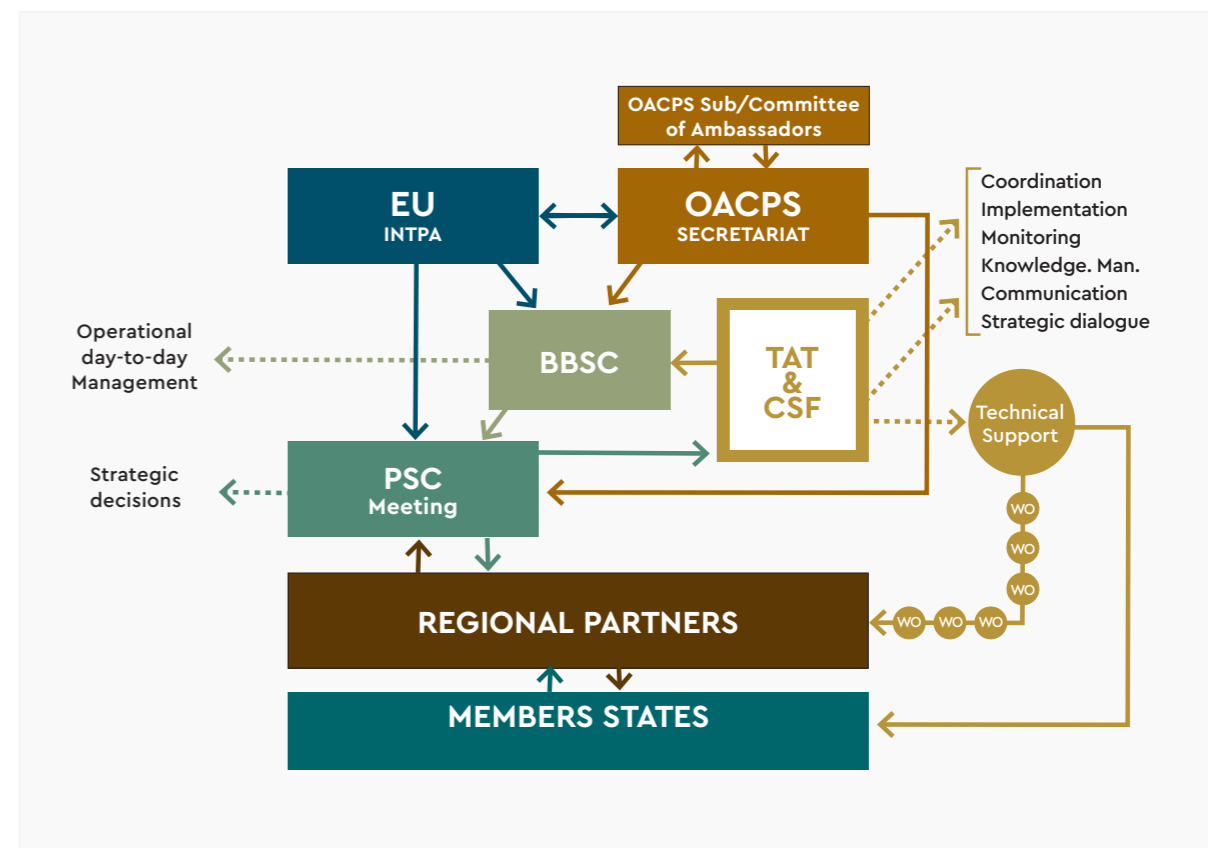 OACPS Sub/Committee
of Ambassadors
EU
INTPA
OACPS
SECRETARIAT
Coordination
Implementation
Monitoring
Knowledge. Man.
Communication
Strategic dialogue
Operational
day-to-day
Management
BBSC
TAT
&
CSF
Technical
Support
Strategic
decisions
PSC
Meeting
WO
WO
WO
WO
WO
WO
REGIONAL PARTNERS
MEMBERS STATES